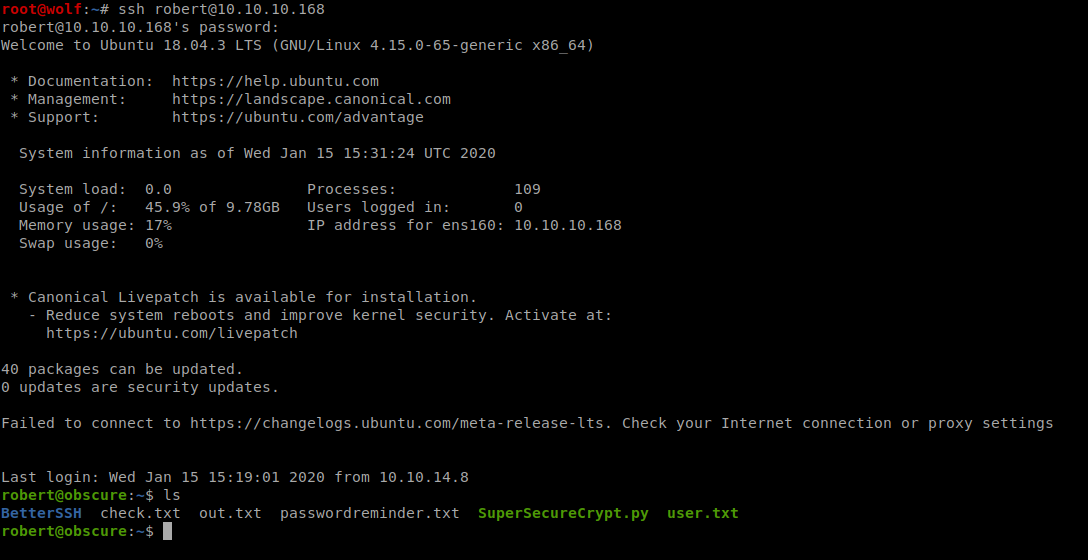 root@wolf:~# ssh robert@10.10.10.168
robert@10.10.10.168's password:
Welcome to Ubuntu 18.04.3 LTS (GNU/Linux 4.15.0-65-generic x86_64)
* Documentation:  https://help.ubuntu.com
* Management:     https://landscape.canonical.com
* Support:        https://ubuntu.com/advantage
System information as of Wed Jan 15 15:31:24 UTC 2020
System load:  0.0               Processes:             109
Usage of /:   45.9% of 9.78GB   Users logged in:       0
Memory usage: 17%               IP address for ens160: 10.10.10.168
Swap usage:   0%
* Canonical Livepatch is available for installation.
- Reduce system reboots and improve kernel security. Activate at:
https://ubuntu.com/livepatch
40 packages can be updated.
0 updates are security updates.
Failed to connect to https://changelogs.ubuntu.com/meta-release-lts. Check your Internet connection or proxy settings
Last login: Wed Jan 15 15:19:01 2020 from 10.10.14.8
robert@obscure:~$ ls
BetterSSH  check.txt  out.txt  passwordreminder.txt  SuperSecureCrypt.py  user.txt
robert@obscure:~$